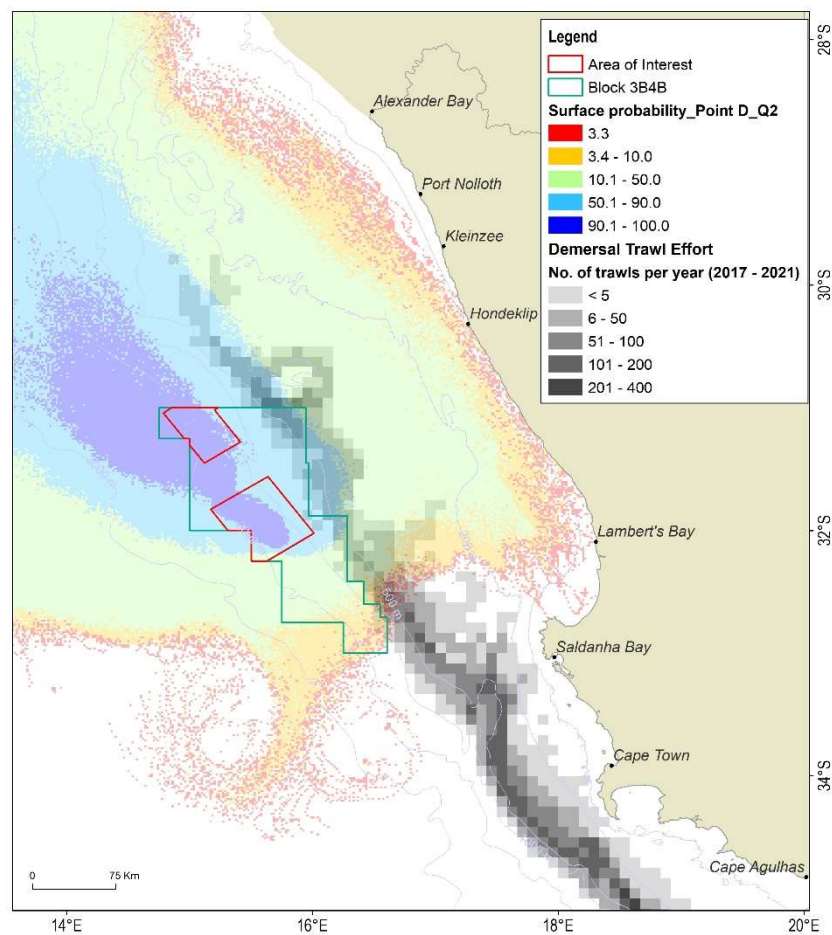 Legend
Area of Interest
Block 3B4B
Surface probability_Point D_Q2
3.3
3.4 - 10.0
10.1 - 50.0
50.1 - 90.0
90.1 - 100.0
Demersal Trawl Effort
No. of trawls per year (2017 - 2021)
< 5
6 - 50
51 - 100
101 - 200
201 - 400
28°S
Alexander Bay
Port Nolloth
Kleinzee
30°S
Hondeklip
32°S
Lambert's Bay
500 m
Saldanha Bay
Cape Town
34°S
Cape Agulhas
0 75 Km
14°E 16°E 18°E 20°E